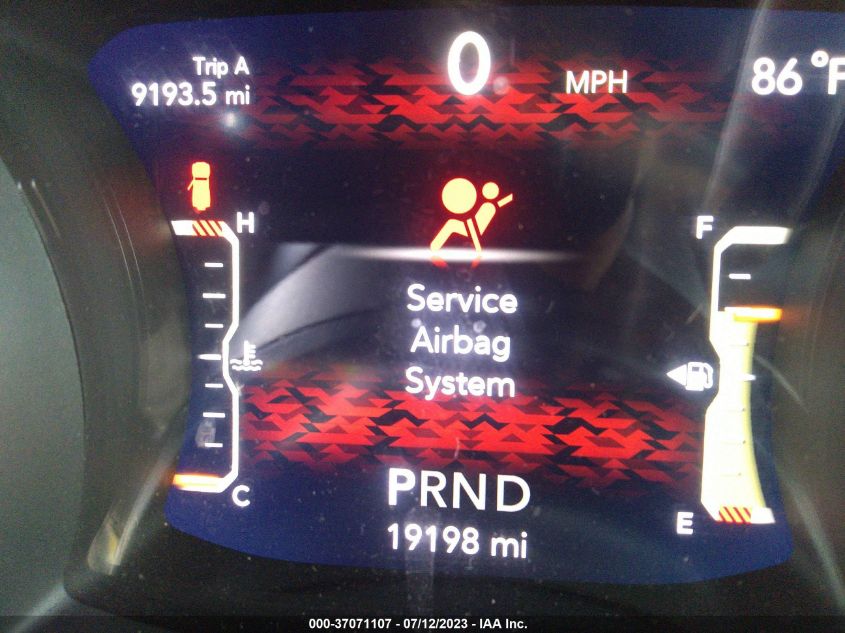 Trip A
0
MPH
86 °F
9193.5 mi
H
F
Service
Airbag
System
C
E
PRND
19198 mi
000-37071107 - 07/12/2023 - IAA Inc.